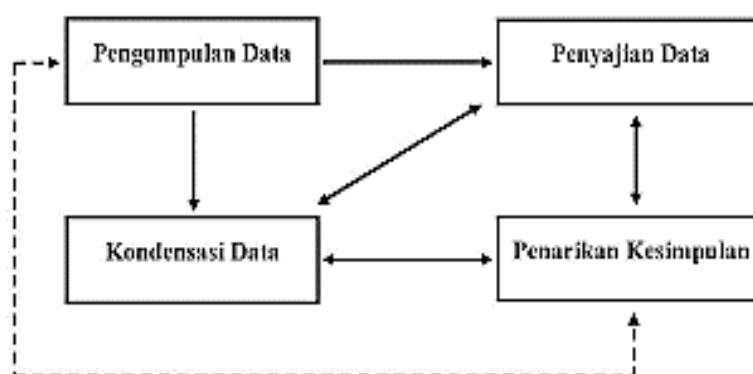 Pengumpulan Data
Penyajian Data
Kondensasi Data
Penarikan Kesimpulan